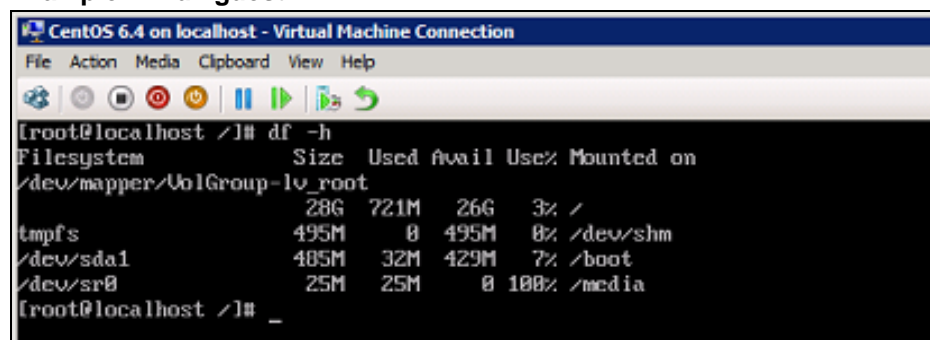 CentOS 6.4 on localhost - Virtual Machine Connection
File Action Media Clipboard View Help
[root@localhost /]# df -h
Filesystem Size Used Avail Use% Mounted on
/dev/mapper/VolGroup-lv_root
28G 721M 26G 3% /
tmpfs 495M 0 495M 0% /dev/shm
/dev/sda1 485M 32M 429M 7% /boot
/dev/sr0 25M 25M 0 100% /media
[root@localhost /]# _